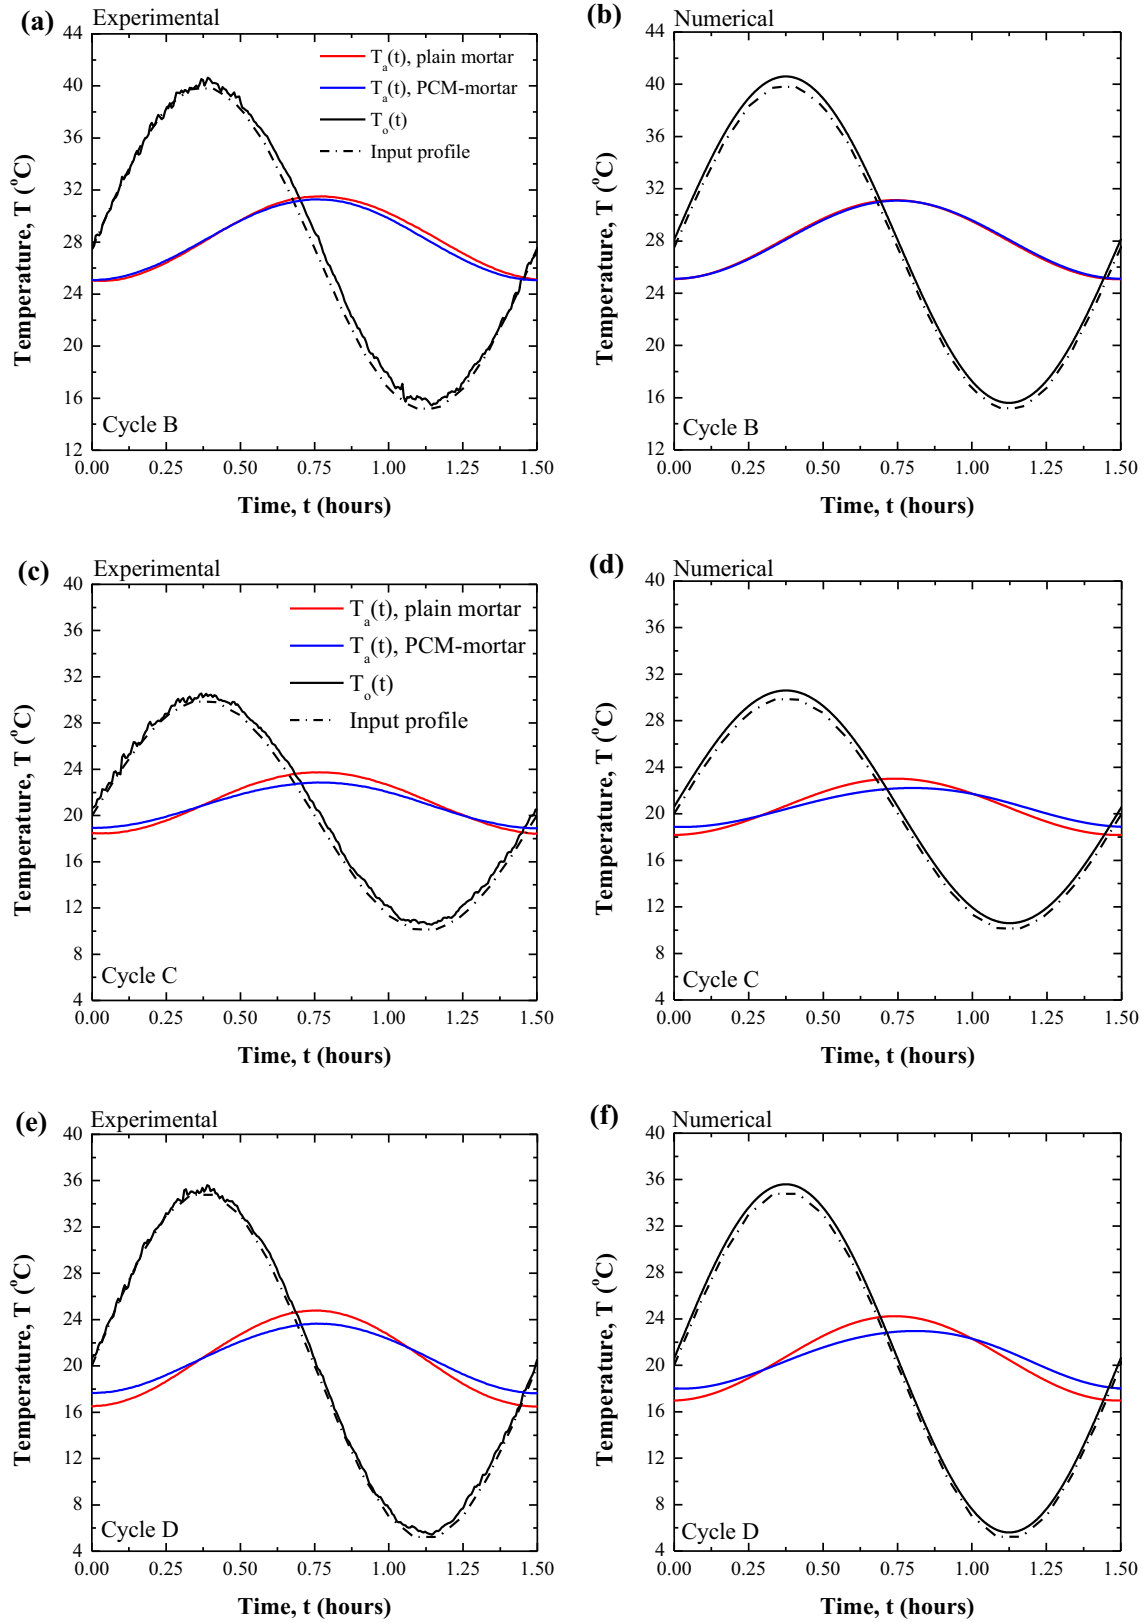 (a)
Experimental
44
40
36
32
28
24
20
16
12
Temperature, T (°C)
Ta(t), plain mortar
Ta(t), PCM-mortar
To(t)
Input profile
Cycle B
0.00 0.25 0.50 0.75 1.00 1.25 1.50
Time, t (hours)
(b)
Numerical
44
40
36
32
28
24
20
16
12
Temperature, T (°C)
Cycle B
0.00 0.25 0.50 0.75 1.00 1.25 1.50
Time, t (hours)
(c)
Experimental
40
36
32
28
24
20
16
12
8
4
Temperature, T (°C)
Ta(t), plain mortar
Ta(t), PCM-mortar
To(t)
Input profile
Cycle C
0.00 0.25 0.50 0.75 1.00 1.25 1.50
Time, t (hours)
(d)
Numerical
40
36
32
28
24
20
16
12
8
4
Temperature, T (°C)
Cycle C
0.00 0.25 0.50 0.75 1.00 1.25 1.50
Time, t (hours)
(e)
Experimental
40
36
32
28
24
20
16
12
8
4
Temperature, T (°C)
Cycle D
0.00 0.25 0.50 0.75 1.00 1.25 1.50
Time, t (hours)
(f)
Numerical
40
36
32
28
24
20
16
12
8
4
Temperature, T (°C)
Cycle D
0.00 0.25 0.50 0.75 1.00 1.25 1.50
Time, t (hours)